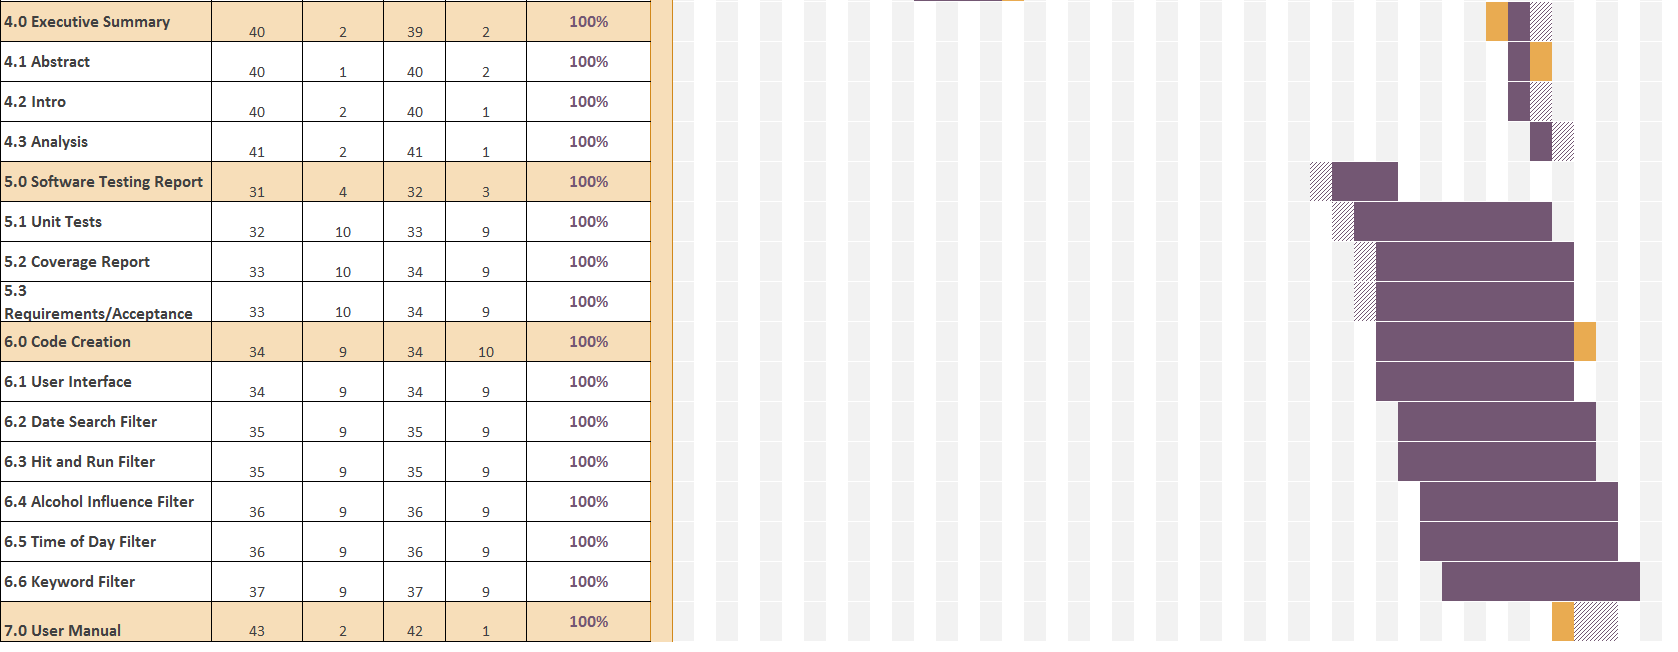 4.0 Executive Summary 40 2 39 2 100%
4.1 Abstract 40 1 40 2 100%
4.2 Intro 40 2 40 1 100%
4.3 Analysis 41 2 41 1 100%
5.0 Software Testing Report 31 4 32 3 100%
5.1 Unit Tests 32 10 33 9 100%
5.2 Coverage Report 33 10 34 9 100%
5.3
Requirements/Acceptance 33 10 34 9 100%
6.0 Code Creation 34 9 34 10 100%
6.1 User Interface 34 9 34 9 100%
6.2 Date Search Filter 35 9 35 9 100%
6.3 Hit and Run Filter 35 9 35 9 100%
6.4 Alcohol Influence Filter 36 9 36 9 100%
6.5 Time of Day Filter 36 9 36 9 100%
6.6 Keyword Filter 37 9 37 9 100%
7.0 User Manual 43 2 42 1 100%